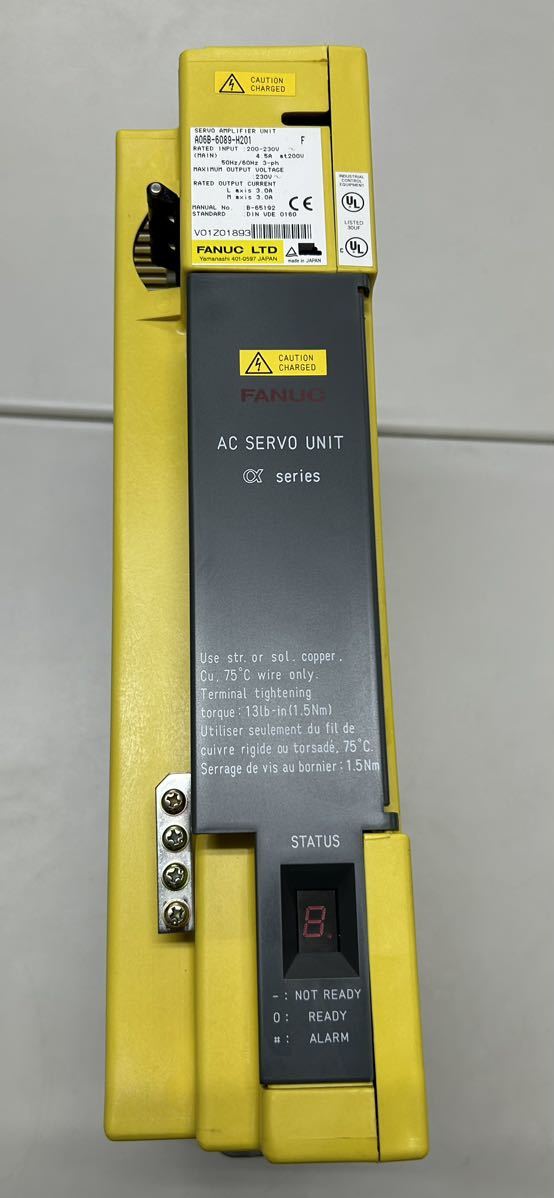 CAUTION
CHARGED
SERVO AMPLIFIER UNIT
A06B-6089-H201 F
RATED INPUT :200-230V
(MAIN) 4.5A at200V
50Hz/60Hz 3-ph
MAXIMUM OUTPUT VOLTAGE
230V~
RATED OUTPUT CURRENT
L axis 3.0A
M axis 3.0A
MANUAL No. B-65192
STANDARD :DIN VDE 0160
CE
V01Z01893
FANUC LTD
Yamanashi 401-0597 JAPAN
made in JAPAN
INDUSTRIAL
CONTROL
EQUIPMENT
UL
LISTED
30UF
C UL
CAUTION
CHARGED
FANUC
AC SERVO UNIT
α series
Use str. or sol. copper,
Cu, 75°C wire only.
Terminal tightening
torque:13lb-in(1.5Nm)
Utiliser seulement du fil de
cuivre rigide ou torsadé, 75°C.
Serrage de vis au bornier:1.5Nm
STATUS
8.
-: NOT READY
0: READY
#: ALARM